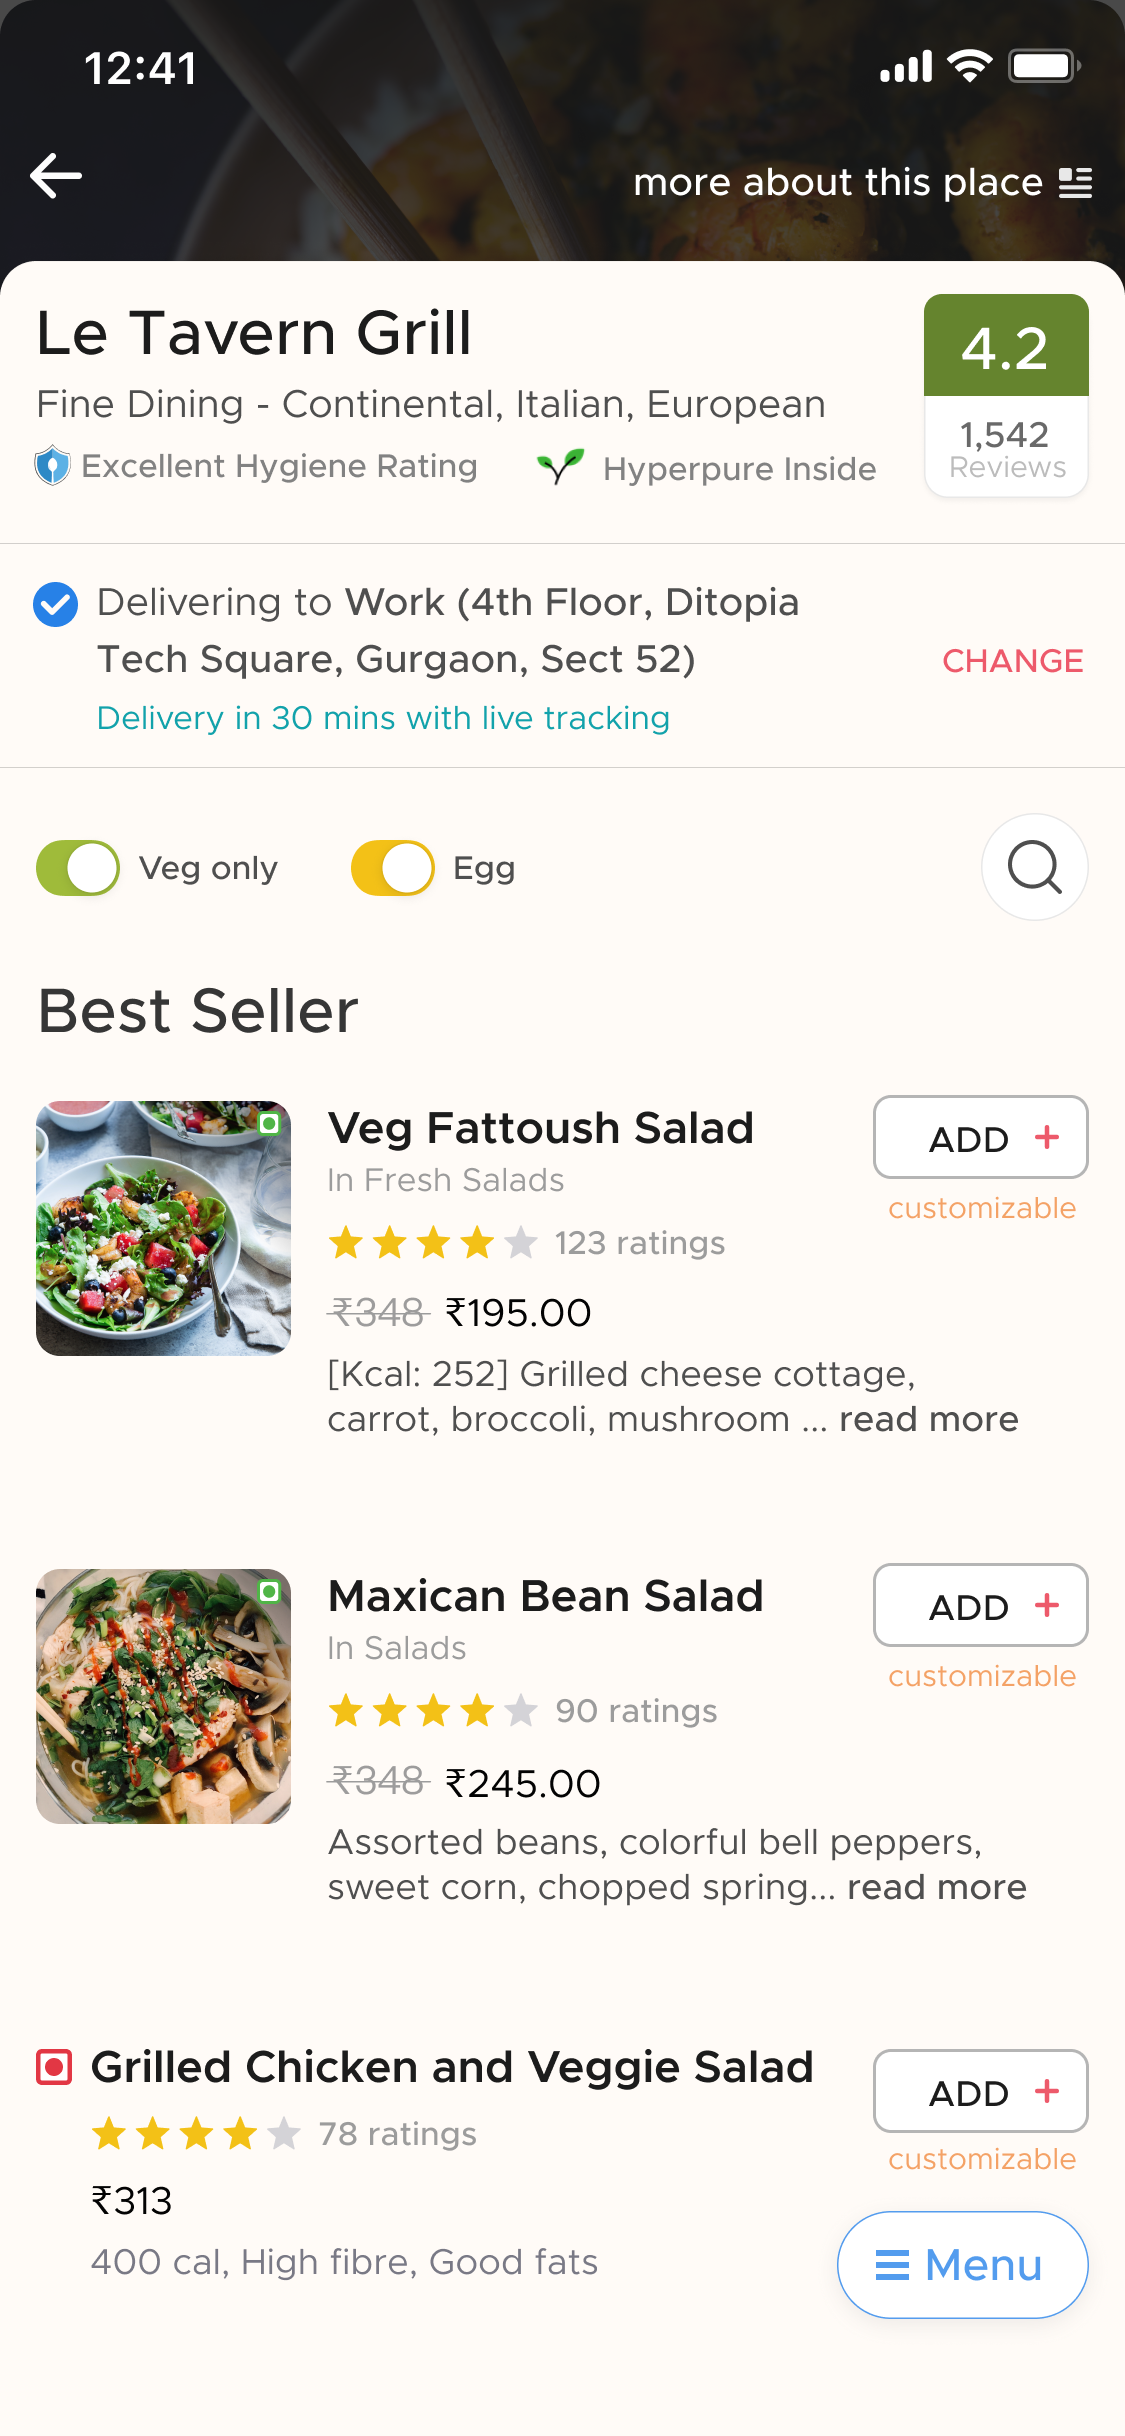 12:41
more about this place
Le Tavern Grill
4.2
Fine Dining - Continental, Italian, European
1,542
Reviews
Excellent Hygiene Rating
Hyperpure Inside
Delivering to Work (4th Floor, Ditopia
Tech Square, Gurgaon, Sect 52)
CHANGE
Delivery in 30 mins with live tracking
Veg only
Egg
Best Seller
Veg Fattoush Salad
ADD +
In Fresh Salads
customizable
123 ratings
₹348 ₹195.00
[Kcal: 252] Grilled cheese cottage,
carrot, broccoli, mushroom ... read more
Maxican Bean Salad
ADD +
In Salads
customizable
90 ratings
₹348 ₹245.00
Assorted beans, colorful bell peppers,
sweet corn, chopped spring... read more
Grilled Chicken and Veggie Salad
ADD +
78 ratings
customizable
₹313
400 cal, High fibre, Good fats
Menu